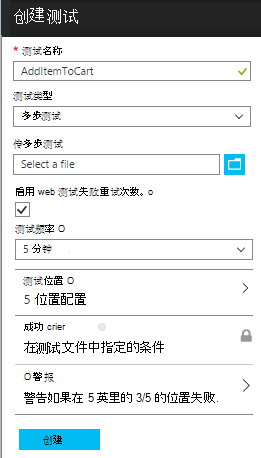 创建测试
* 测试名称
AddItemToCart
测试类型
多步测试
传多步测试
Select a file
启用 web 测试失败重试次数。o
测试频率 O
5 分钟
测试位置 O
5 位置配置
成功 crier
在测试文件中指定的条件
O 警报
警告如果在 5 英里的 3/5 的位置失败.
创建